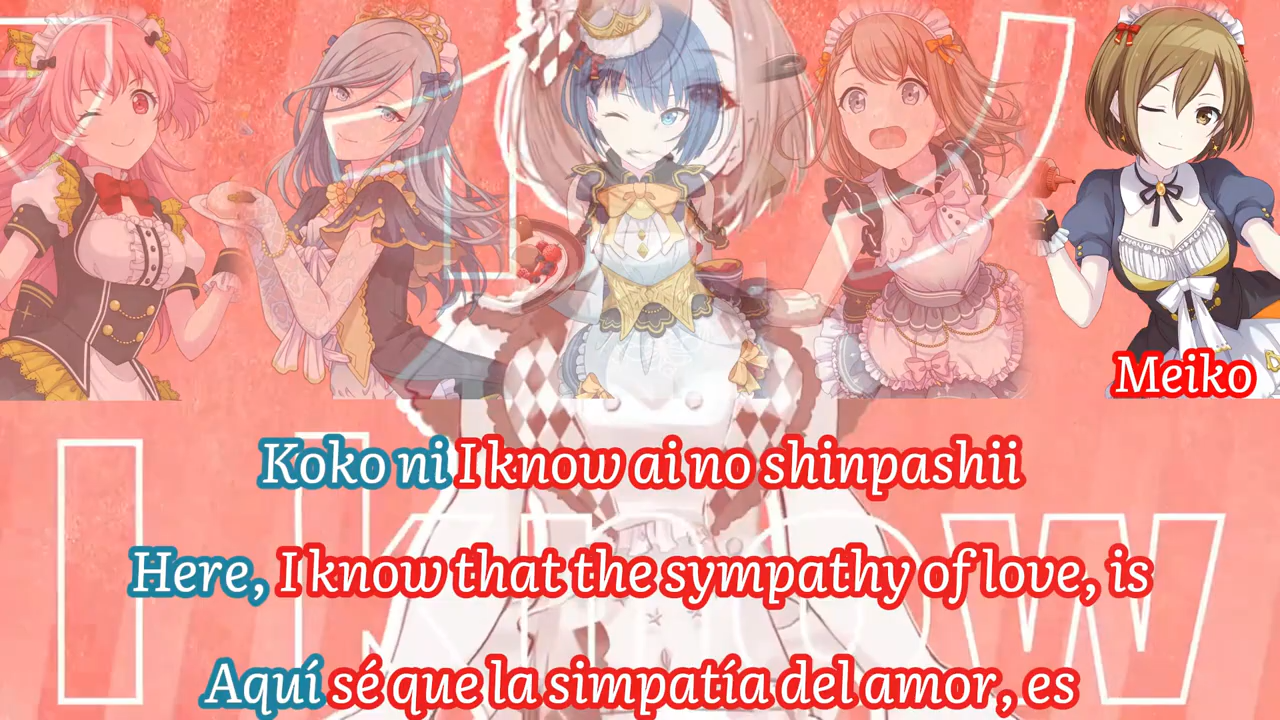 Meiko
Koko ni I know ai no shinpashii
Here, I know that the sympathy of love, is
Aquí sé que la simpatía del amor, es
I know